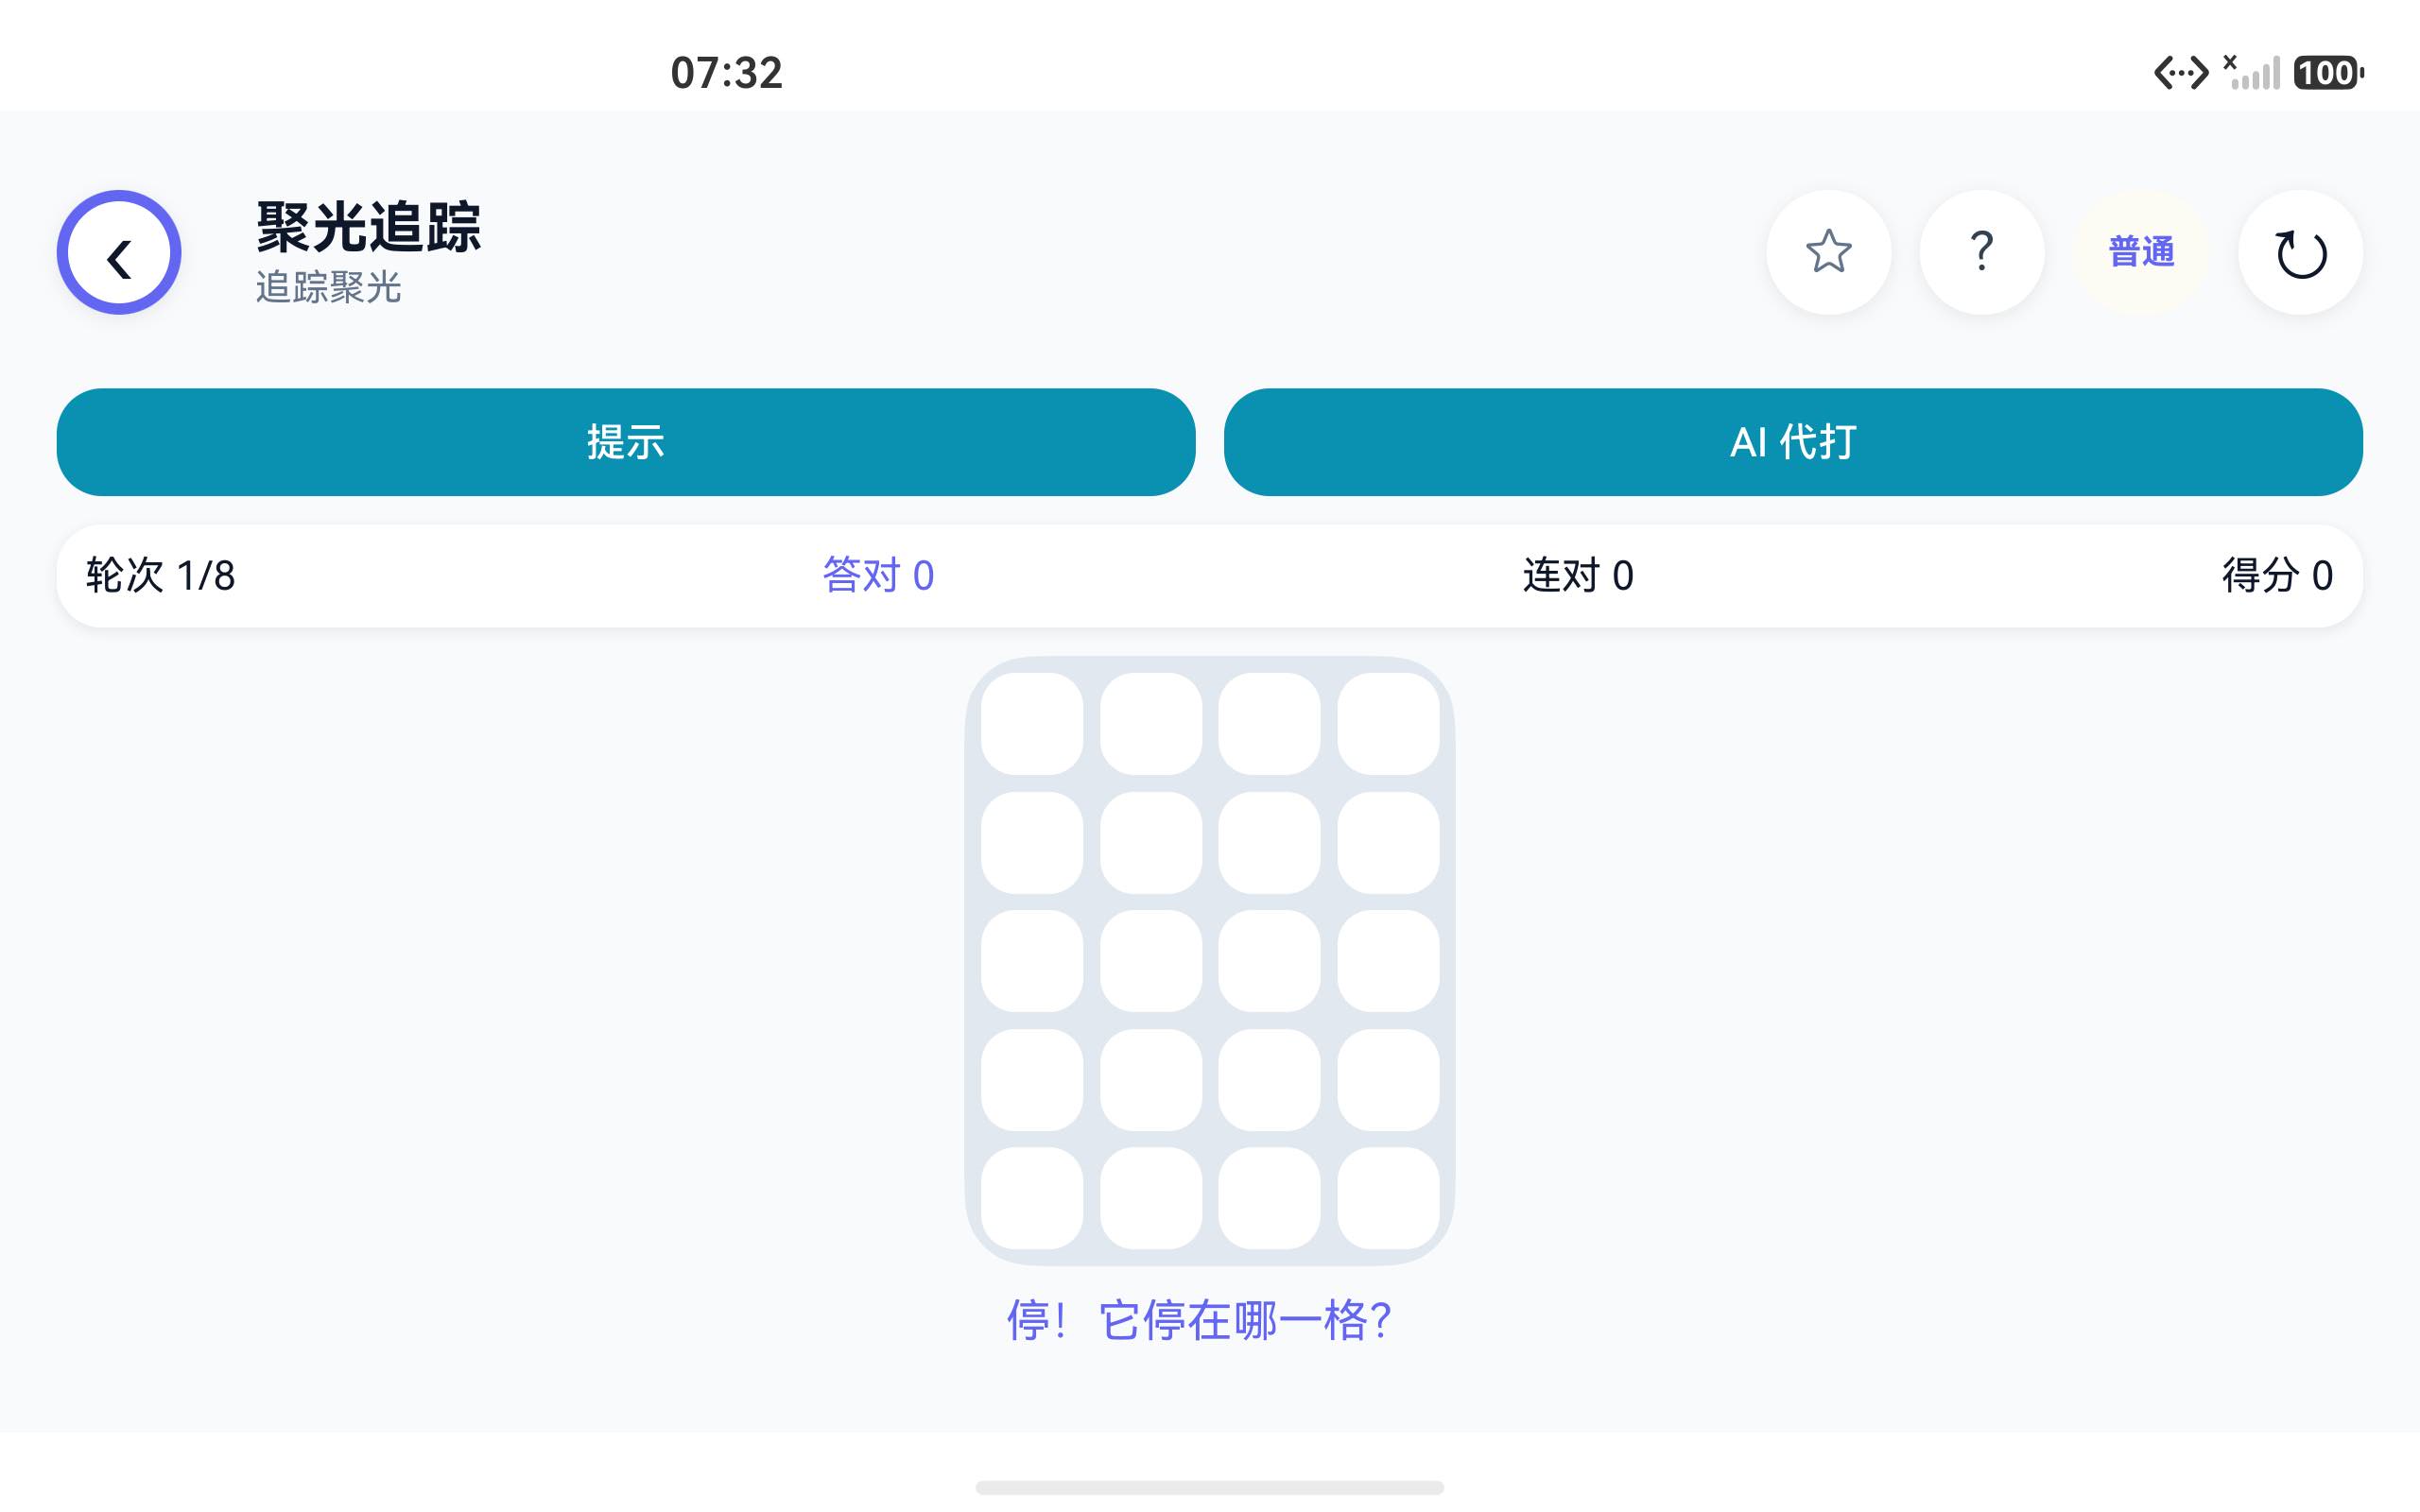 07:32
100
聚光追踪
追踪聚光
?
普通
提示
AI 代打
轮次 1/8
答对 0
连对 0
得分 0
停！它停在哪一格？